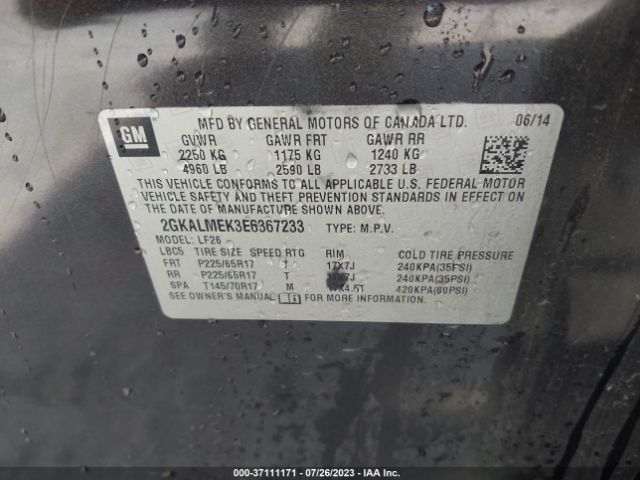 GM
MFD BY GENERAL MOTORS OF CANADA LTD. 06/14
GVWR GAWR FRT GAWR RR
2250 KG 1175 KG 1240 KG
4960 LB 2590 LB 2733 LB
THIS VEHICLE CONFORMS TO ALL APPLICABLE U.S. FEDERAL MOTOR
VEHICLE SAFETY AND THEFT PREVENTION STANDARDS IN EFFECT ON
THE DATE OF MANUFACTURE SHOWN ABOVE.
2GKALMEK3E6367233 TYPE: M.P.V.
MODEL: LF26
LBC5 TIRE SIZE SPEED RTG RIM COLD TIRE PRESSURE
FRT P225/65R17 T 17X7J 240KPA(35PSI)
RR P225/65R17 T 17X7J 240KPA(35PSI)
SPA T145/70R17 M 17X4.5T 420KPA(60PSI)
SEE OWNER'S MANUAL FOR MORE INFORMATION.
000-37111171 - 07/26/2023 - IAA Inc.